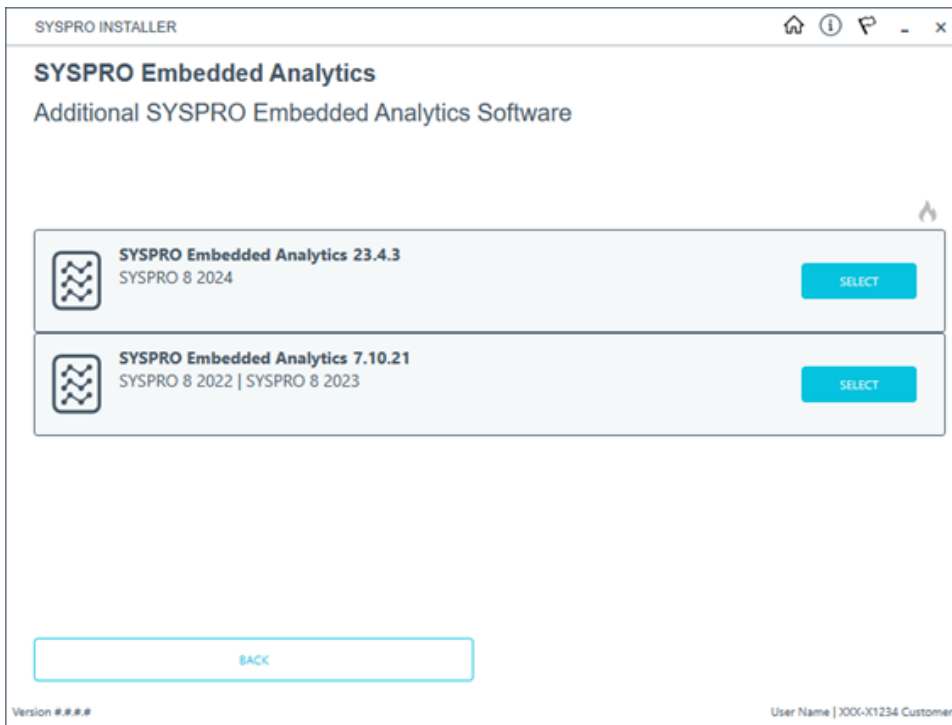 SYSPRO INSTALLER
SYSPRO Embedded Analytics
Additional SYSPRO Embedded Analytics Software
SYSPRO Embedded Analytics 23.4.3
SYSPRO 8 2024
SELECT
SYSPRO Embedded Analytics 7.10.21
SYSPRO 8 2022 | SYSPRO 8 2023
SELECT
BACK
Version #.#.#.#
User Name | XXX-X1234 Customer